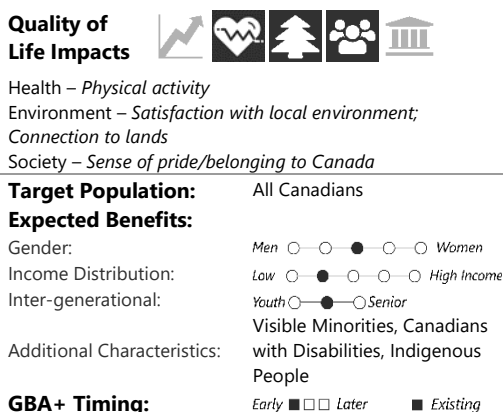 Quality of
Life Impacts
Health – Physical activity
Environment – Satisfaction with local environment;
Connection to lands
Society – Sense of pride/belonging to Canada
Target Population: All Canadians
Expected Benefits:
Gender: Men Women
Income Distribution: Low High Income
Inter-generational: Youth Senior
Additional Characteristics: Visible Minorities, Canadians
with Disabilities, Indigenous
People
GBA+ Timing: Early Later Existing